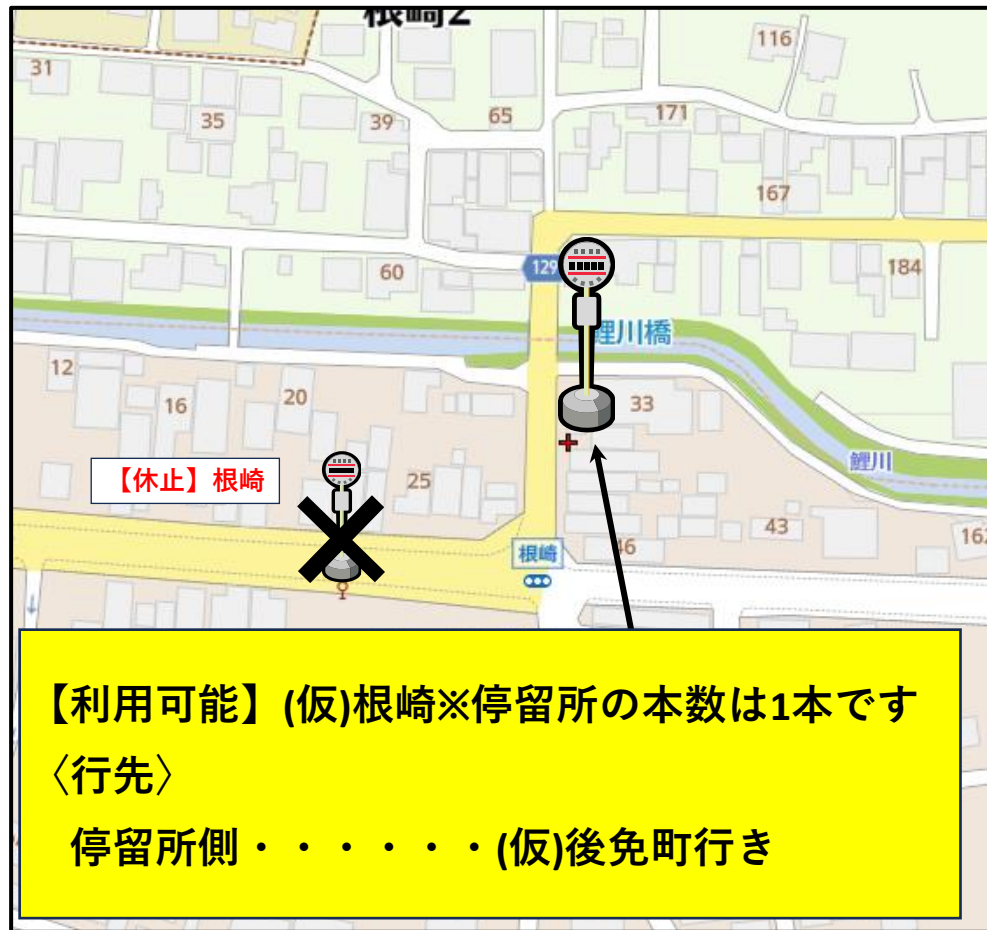 根崎2
116
31
35
39
65
171
167
60
129
184
鯉川橋
12
16
20
33
鯉川
【休止】根崎
25
43
162
根崎
46
【利用可能】(仮)根崎※停留所の本数は1本です
〈行先〉
停留所側・・・・・・(仮)後免町行き